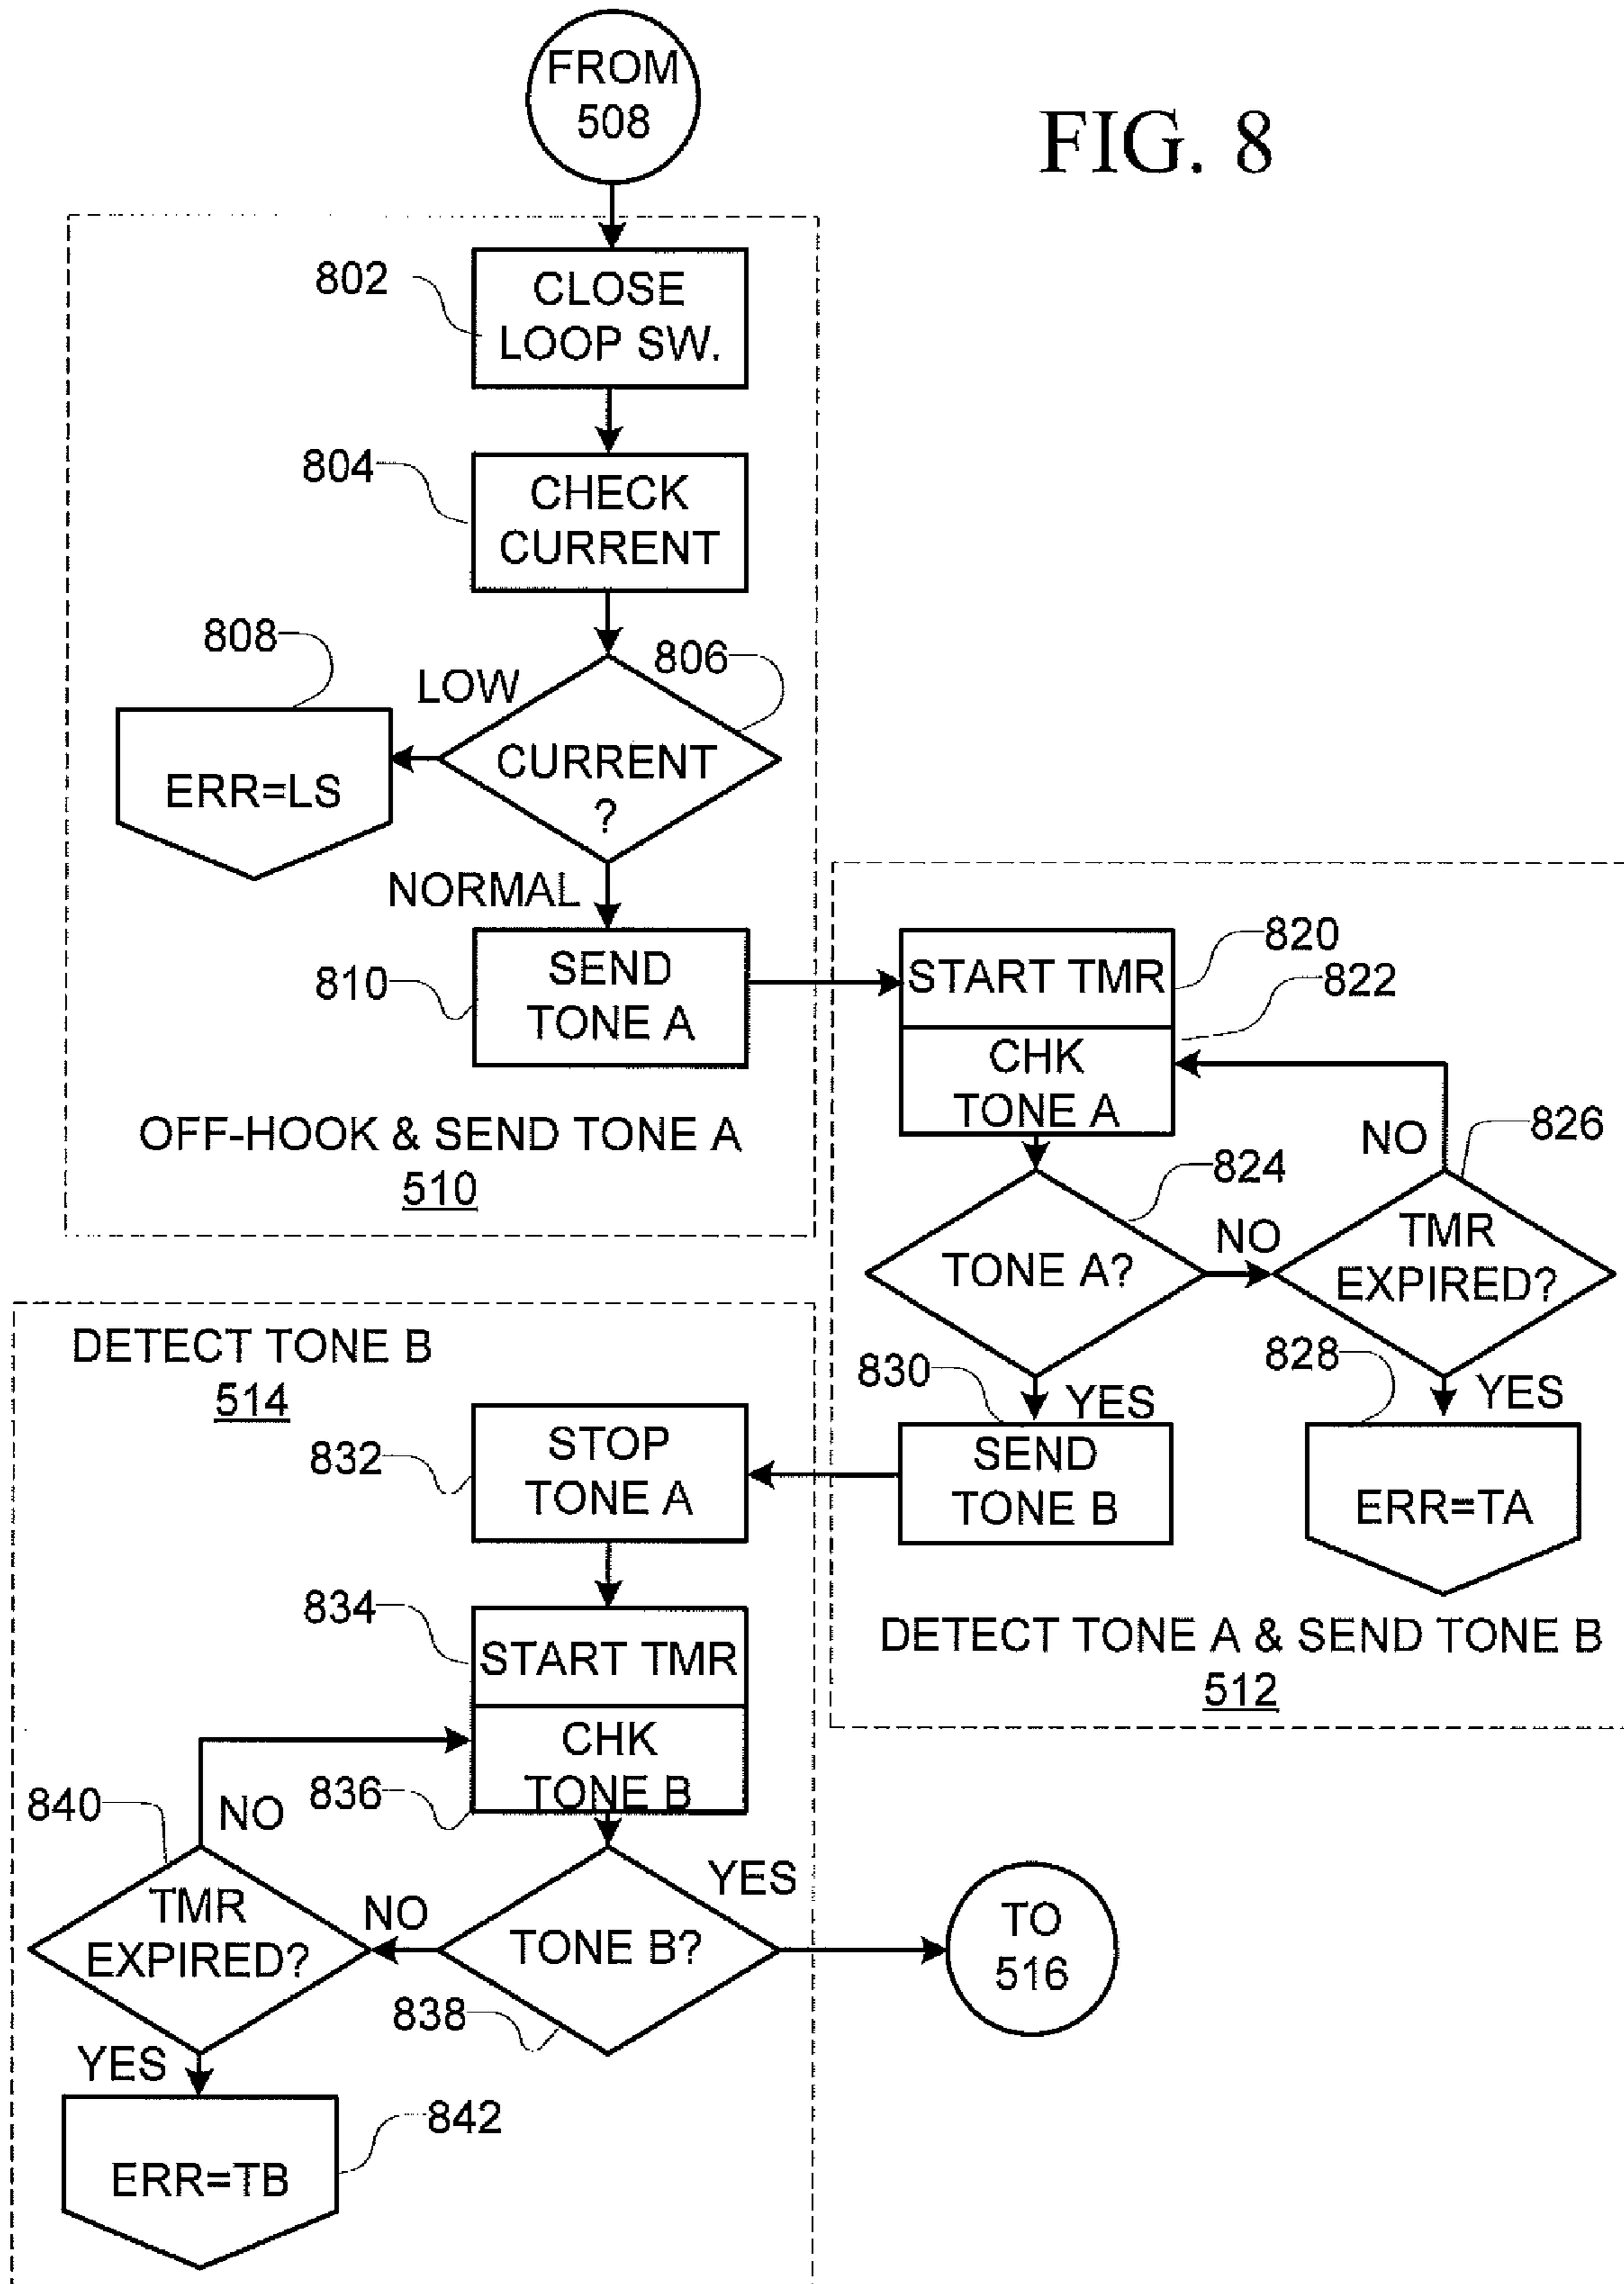 FROM
508
FIG. 8
802
CLOSE
LOOP SW.
804
CHECK
CURRENT
808
806
LOW
CURRENT
?
ERR=LS
NORMAL
810
SEND
TONE A
OFF-HOOK & SEND TONE A
510
820
START TMR
822
CHK
TONE A
826
NO
824
TONE A?
NO
TMR
EXPIRED?
828
YES
830
YES
SEND
TONE B
ERR=TA
DETECT TONE A & SEND TONE B
512
DETECT TONE B
514
832
STOP
TONE A
834
START TMR
836
CHK
TONE B
840
NO
YES
TMR
EXPIRED?
NO
TONE B?
838
TO
516
YES
842
ERR=TB